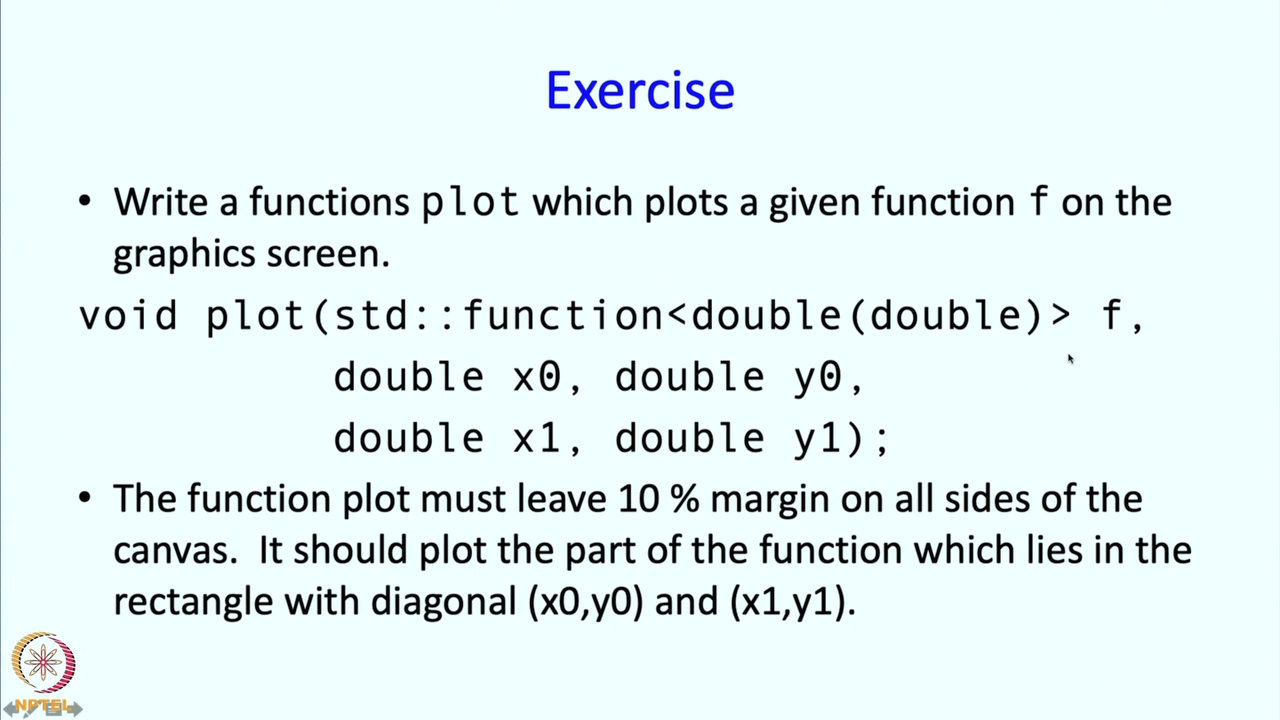 Exercise
• Write a functions plot which plots a given function f on the
graphics screen.
void plot(std::function<double(double)> f,
double x0, double y0,
double x1, double y1);
• The function plot must leave 10 % margin on all sides of the
canvas. It should plot the part of the function which lies in the
rectangle with diagonal (x0,y0) and (x1,y1).
NPTEL